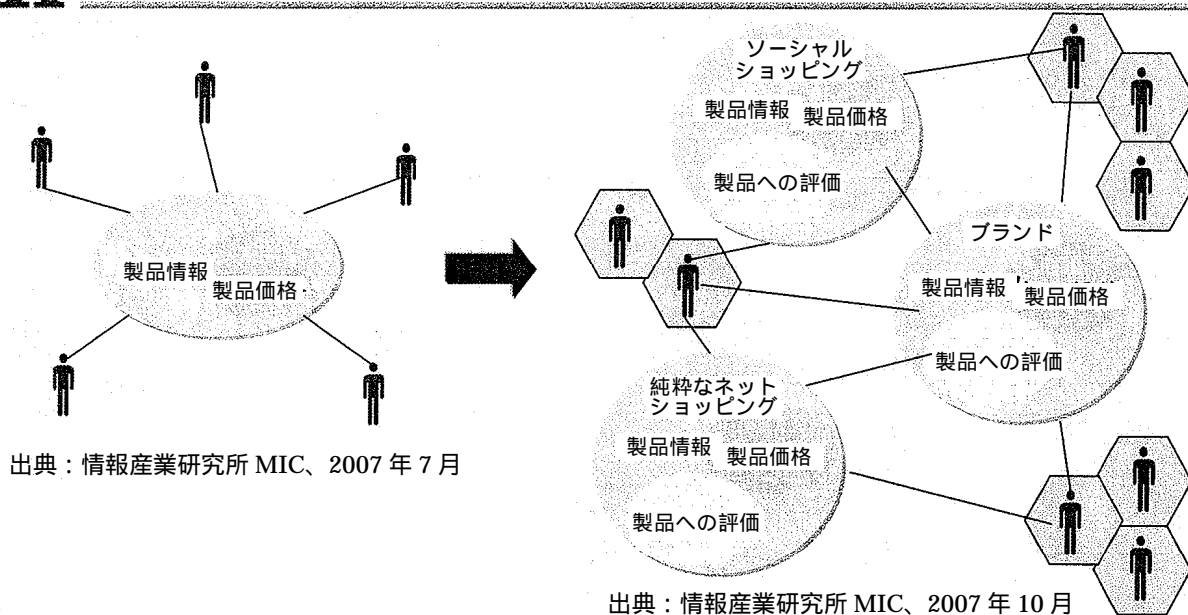 製品情報
製品価格
出典:情報産業研究所 MIC、2007 年 7 月
ソーシャル
ショッピング
製品情報 製品価格
製品への評価
ブランド
製品情報 製品価格
製品への評価
純粋なネット
ショッピング
製品情報 製品価格
製品への評価
出典:情報産業研究所 MIC、2007 年 10 月